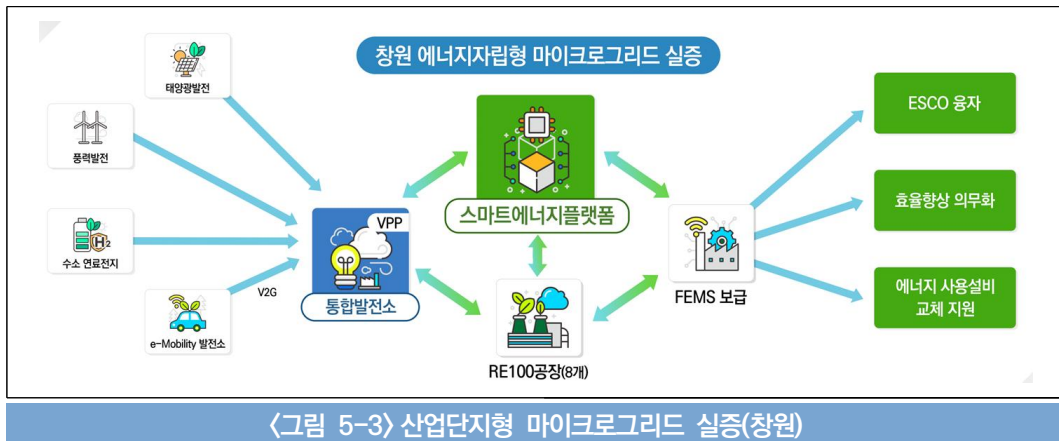 창원 에너지자립형 마이크로그리드 실증
태양광발전
풍력발전
H2
수소 연료전지
V2G
e-Mobility 발전소
VPP
통합발전소
스마트에너지플랫폼
RE100공장(8개)
FEMS 보급
ESCO 융자
효율향상 의무화
에너지 사용설비
교체 지원
<그림 5-3> 산업단지형 마이크로그리드 실증(창원)